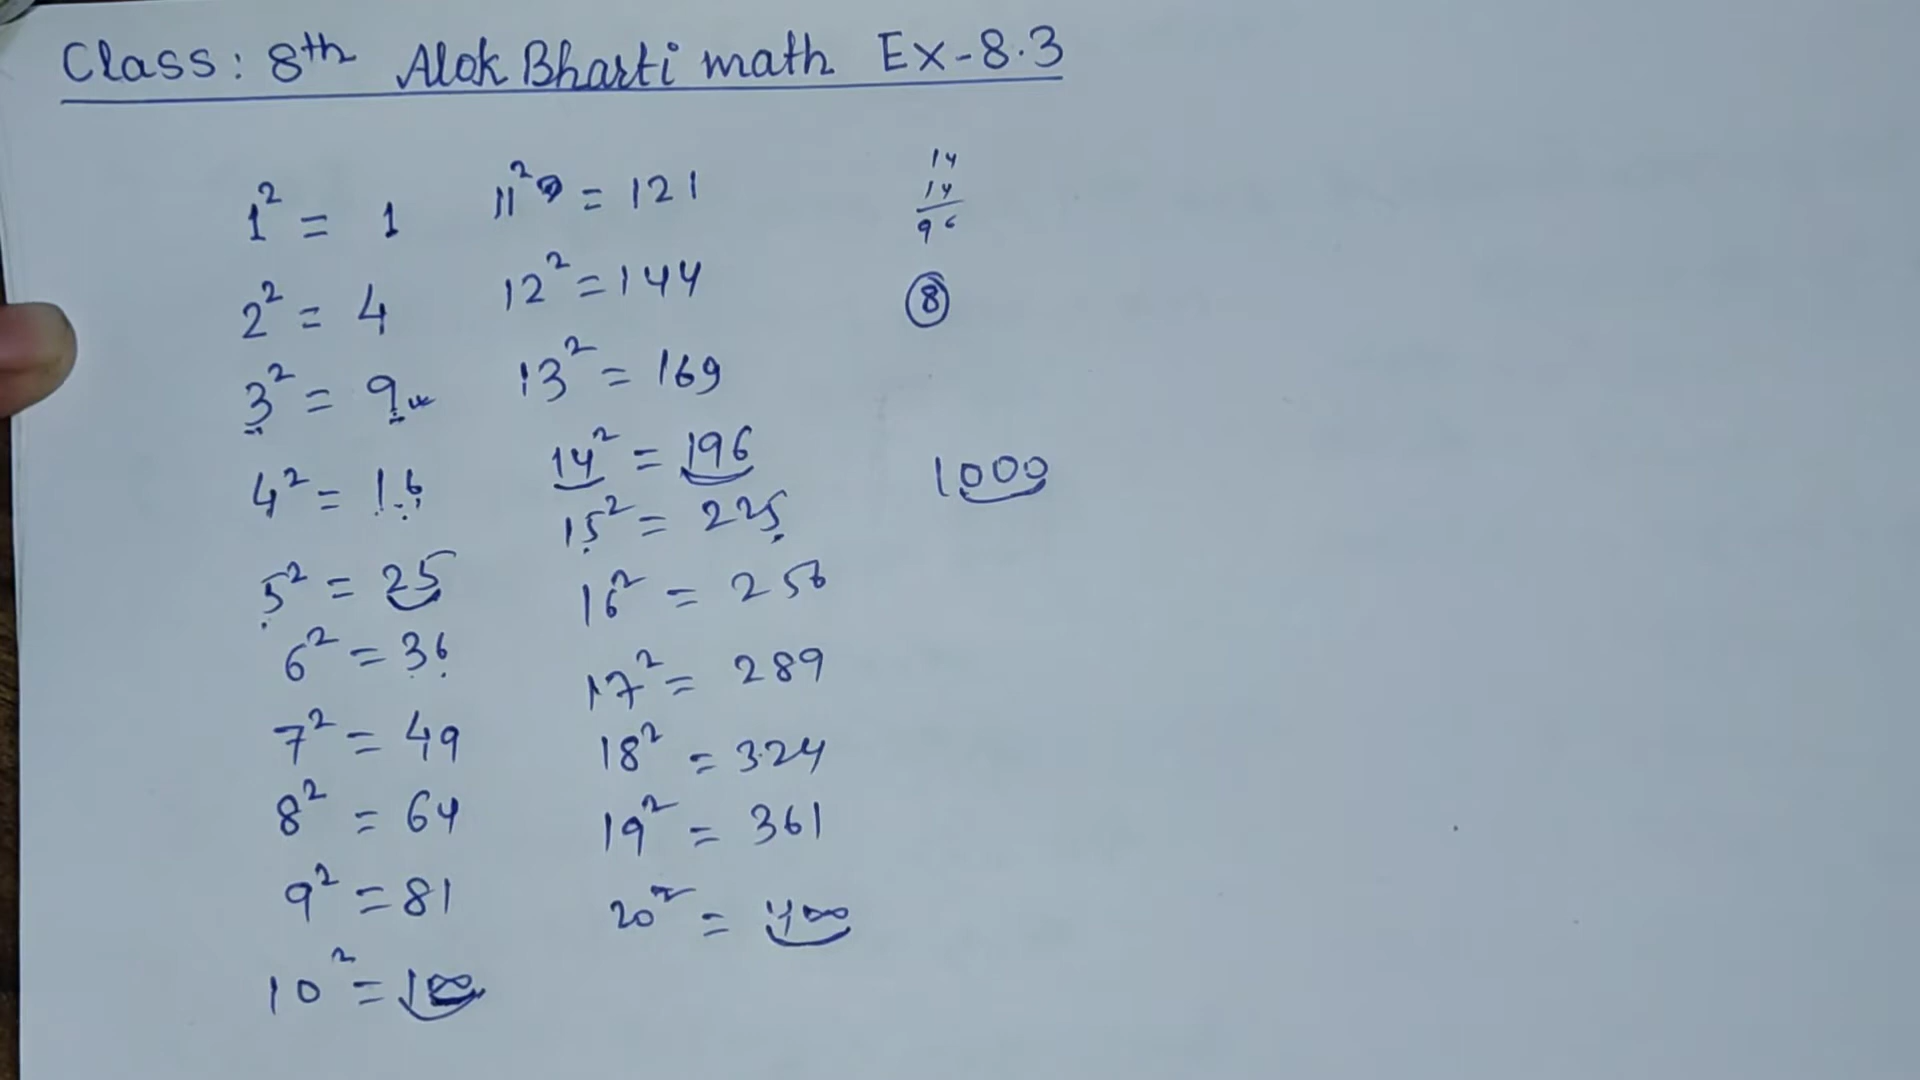 Class: 8th Alok Bharti math Ex-8.3
1² = 1
2² = 4
3² = 9
4² = 16
5² = 25
6² = 36
7² = 49
8² = 64
9² = 81
10² = 100
11² = 121
12² = 144
13² = 169
14² = 196
15² = 225
16² = 256
17² = 289
18² = 324
19² = 361
20² = 400
14
14
96
8
1000